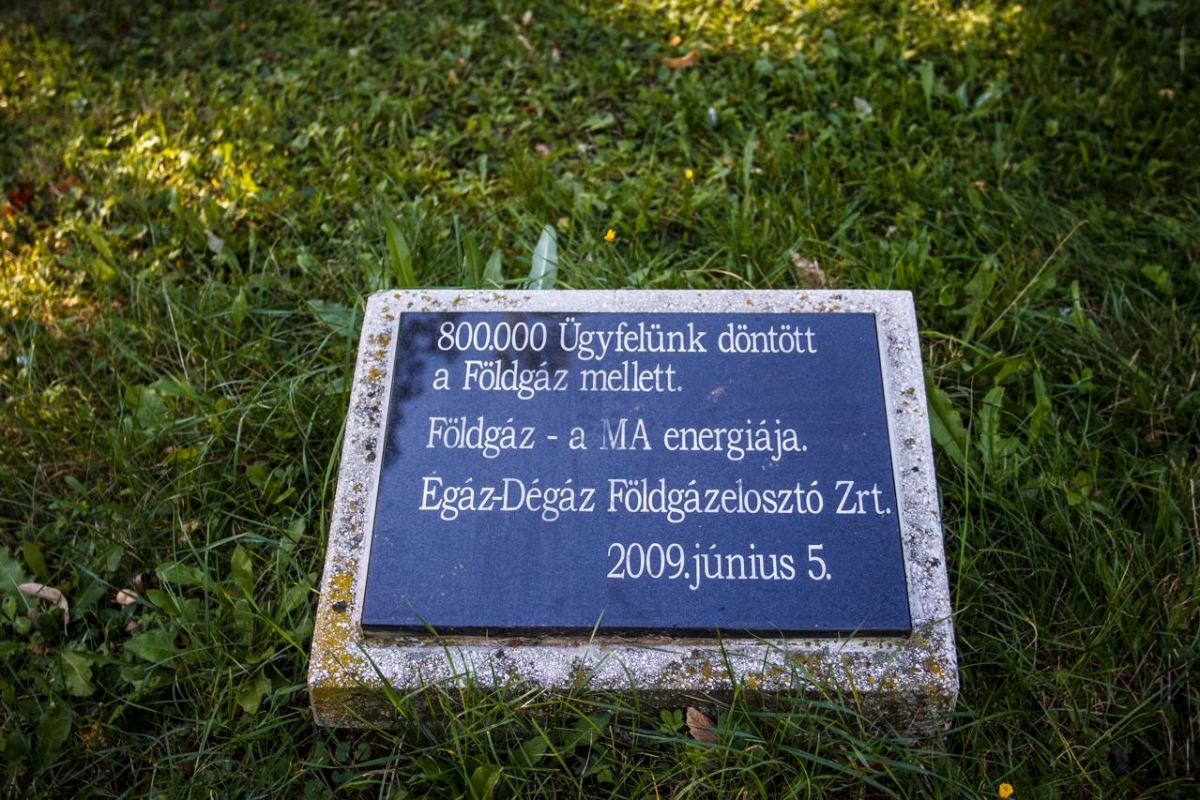 800.000 Ügyfelünk döntött
a Földgáz mellett.
Földgáz - a MA energiája.
Égáz-Dégáz Földgázelosztó Zrt.
2009.június 5.